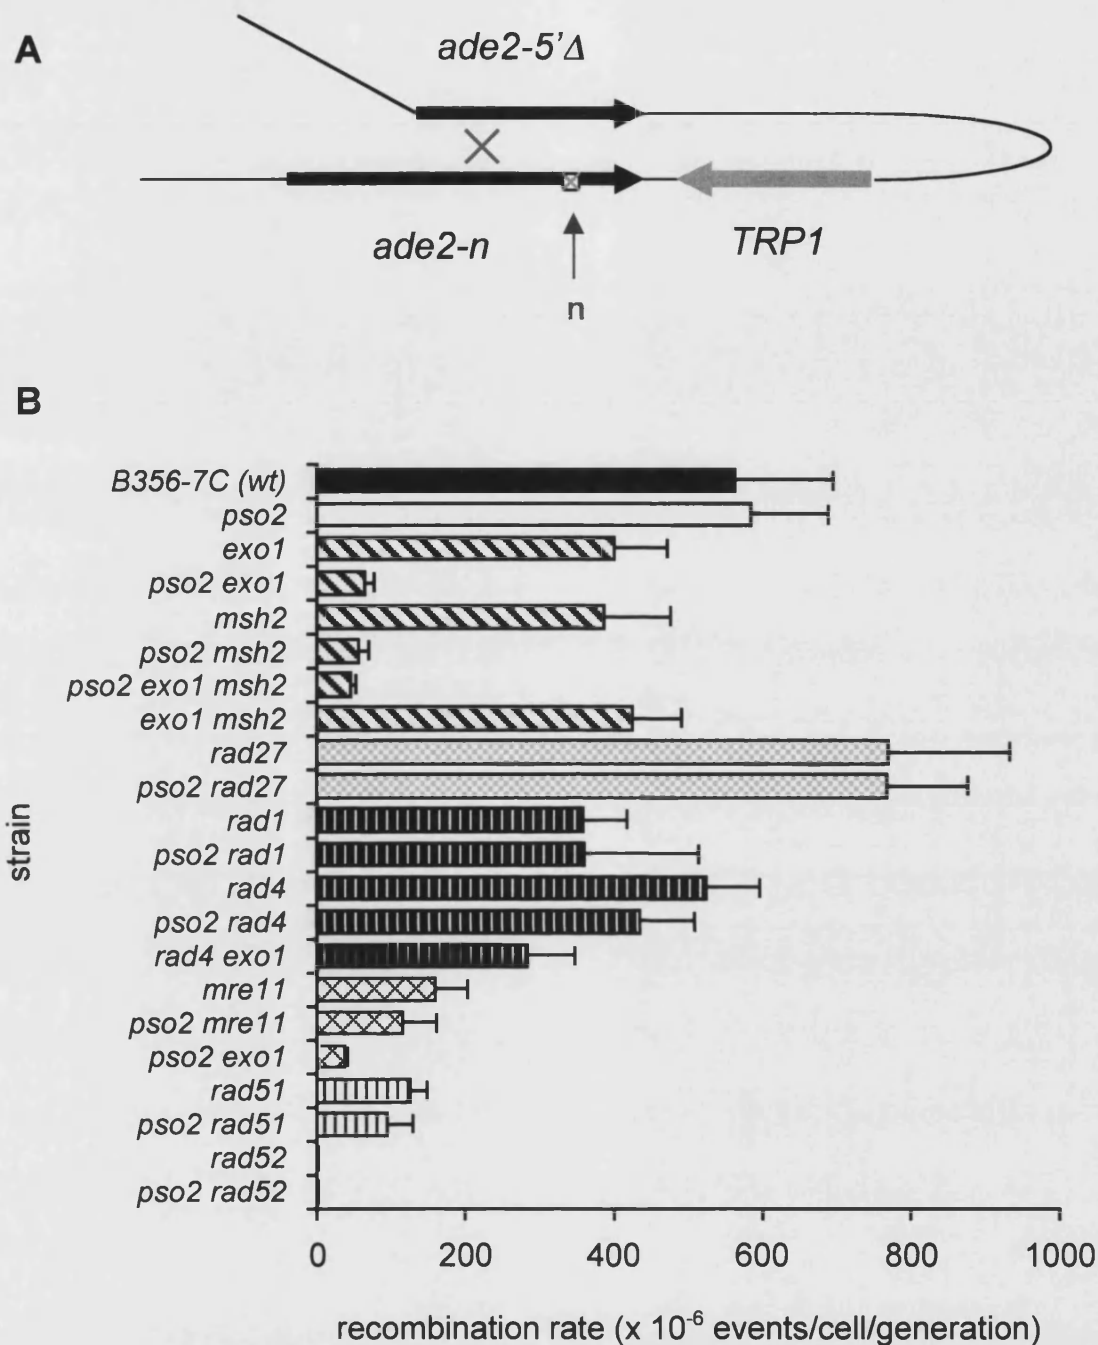 A
ade2-5'Δ
ade2-n
TRP1
n
B
strain
B356-7C (wt)
pso2
exo1
pso2 exo1
msh2
pso2 msh2
pso2 exo1 msh2
exo1 msh2
rad27
pso2 rad27
rad1
pso2 rad1
rad4
pso2 rad4
rad4 exo1
mre11
pso2 mre11
pso2 exo1
rad51
pso2 rad51
rad52
pso2 rad52
0 200 400 600 800 1000
recombination rate (x 10⁻⁶ events/cell/generation)